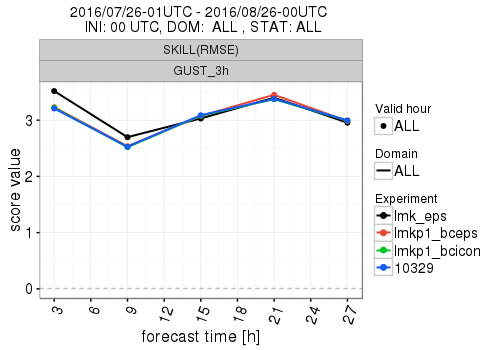 2016/07/26-01UTC - 2016/08/26-00UTC
INI: 00 UTC, DOM: ALL , STAT: ALL
SKILL(RMSE)
GUST_3h
score value
3
2
1
0
3
6
9
12
15
18
21
24
27
forecast time [h]
Valid hour
ALL
Domain
ALL
Experiment
lmk_eps
lmkp1_bceps
lmkp1_bcicon
10329